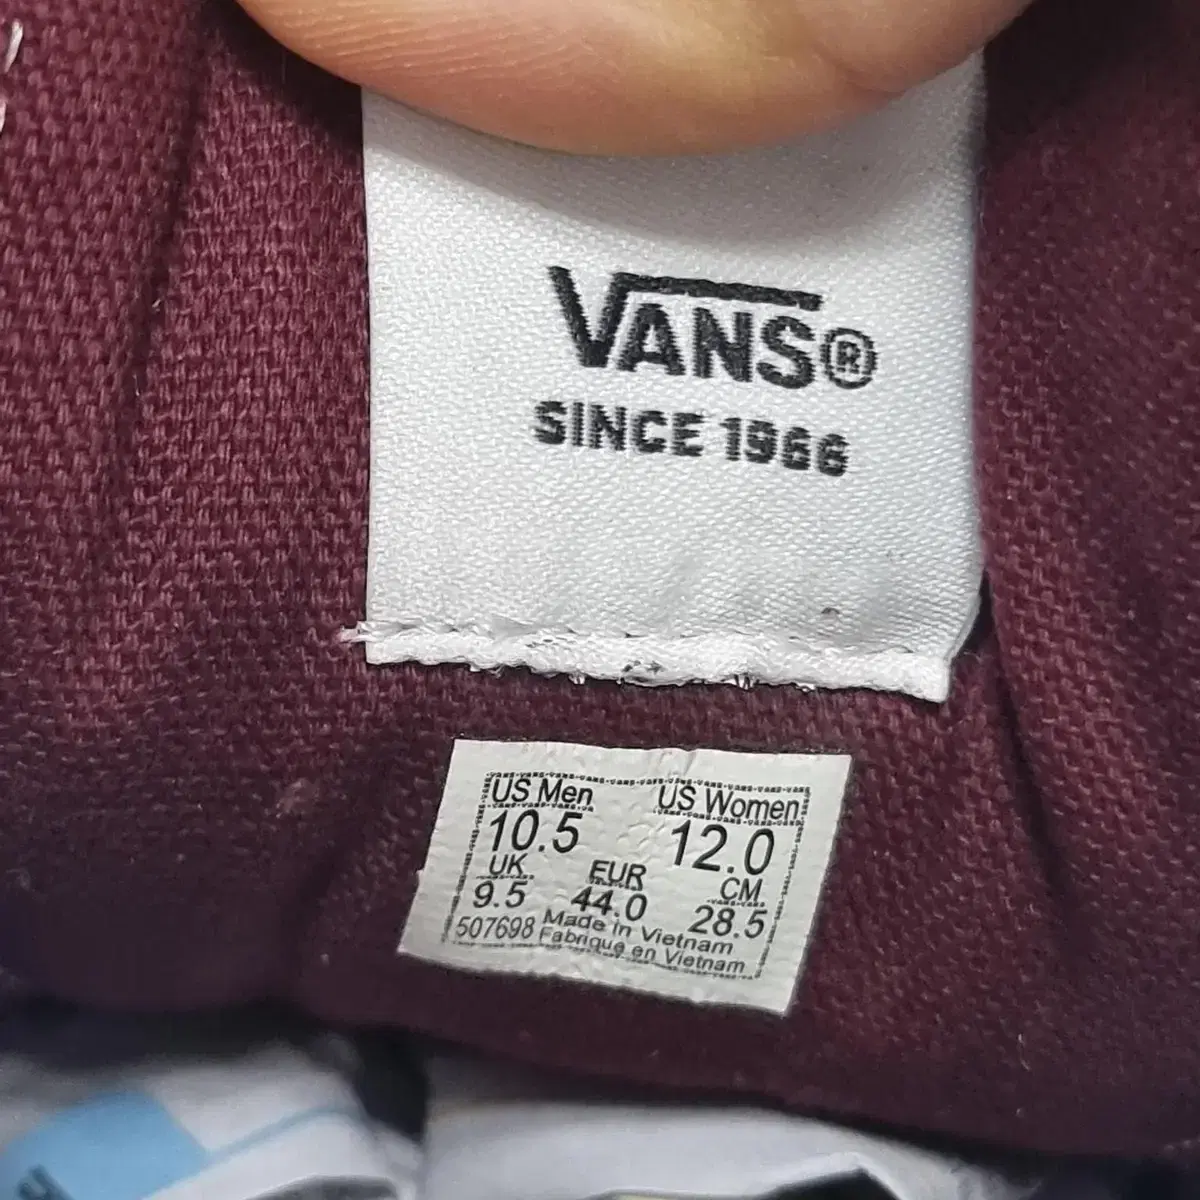 VANS®
SINCE 1966
US Men US Women
10.5 12.0
UK EUR CM
9.5 44.0 28.5
507698 Made in Vietnam
Fabrique en Vietnam